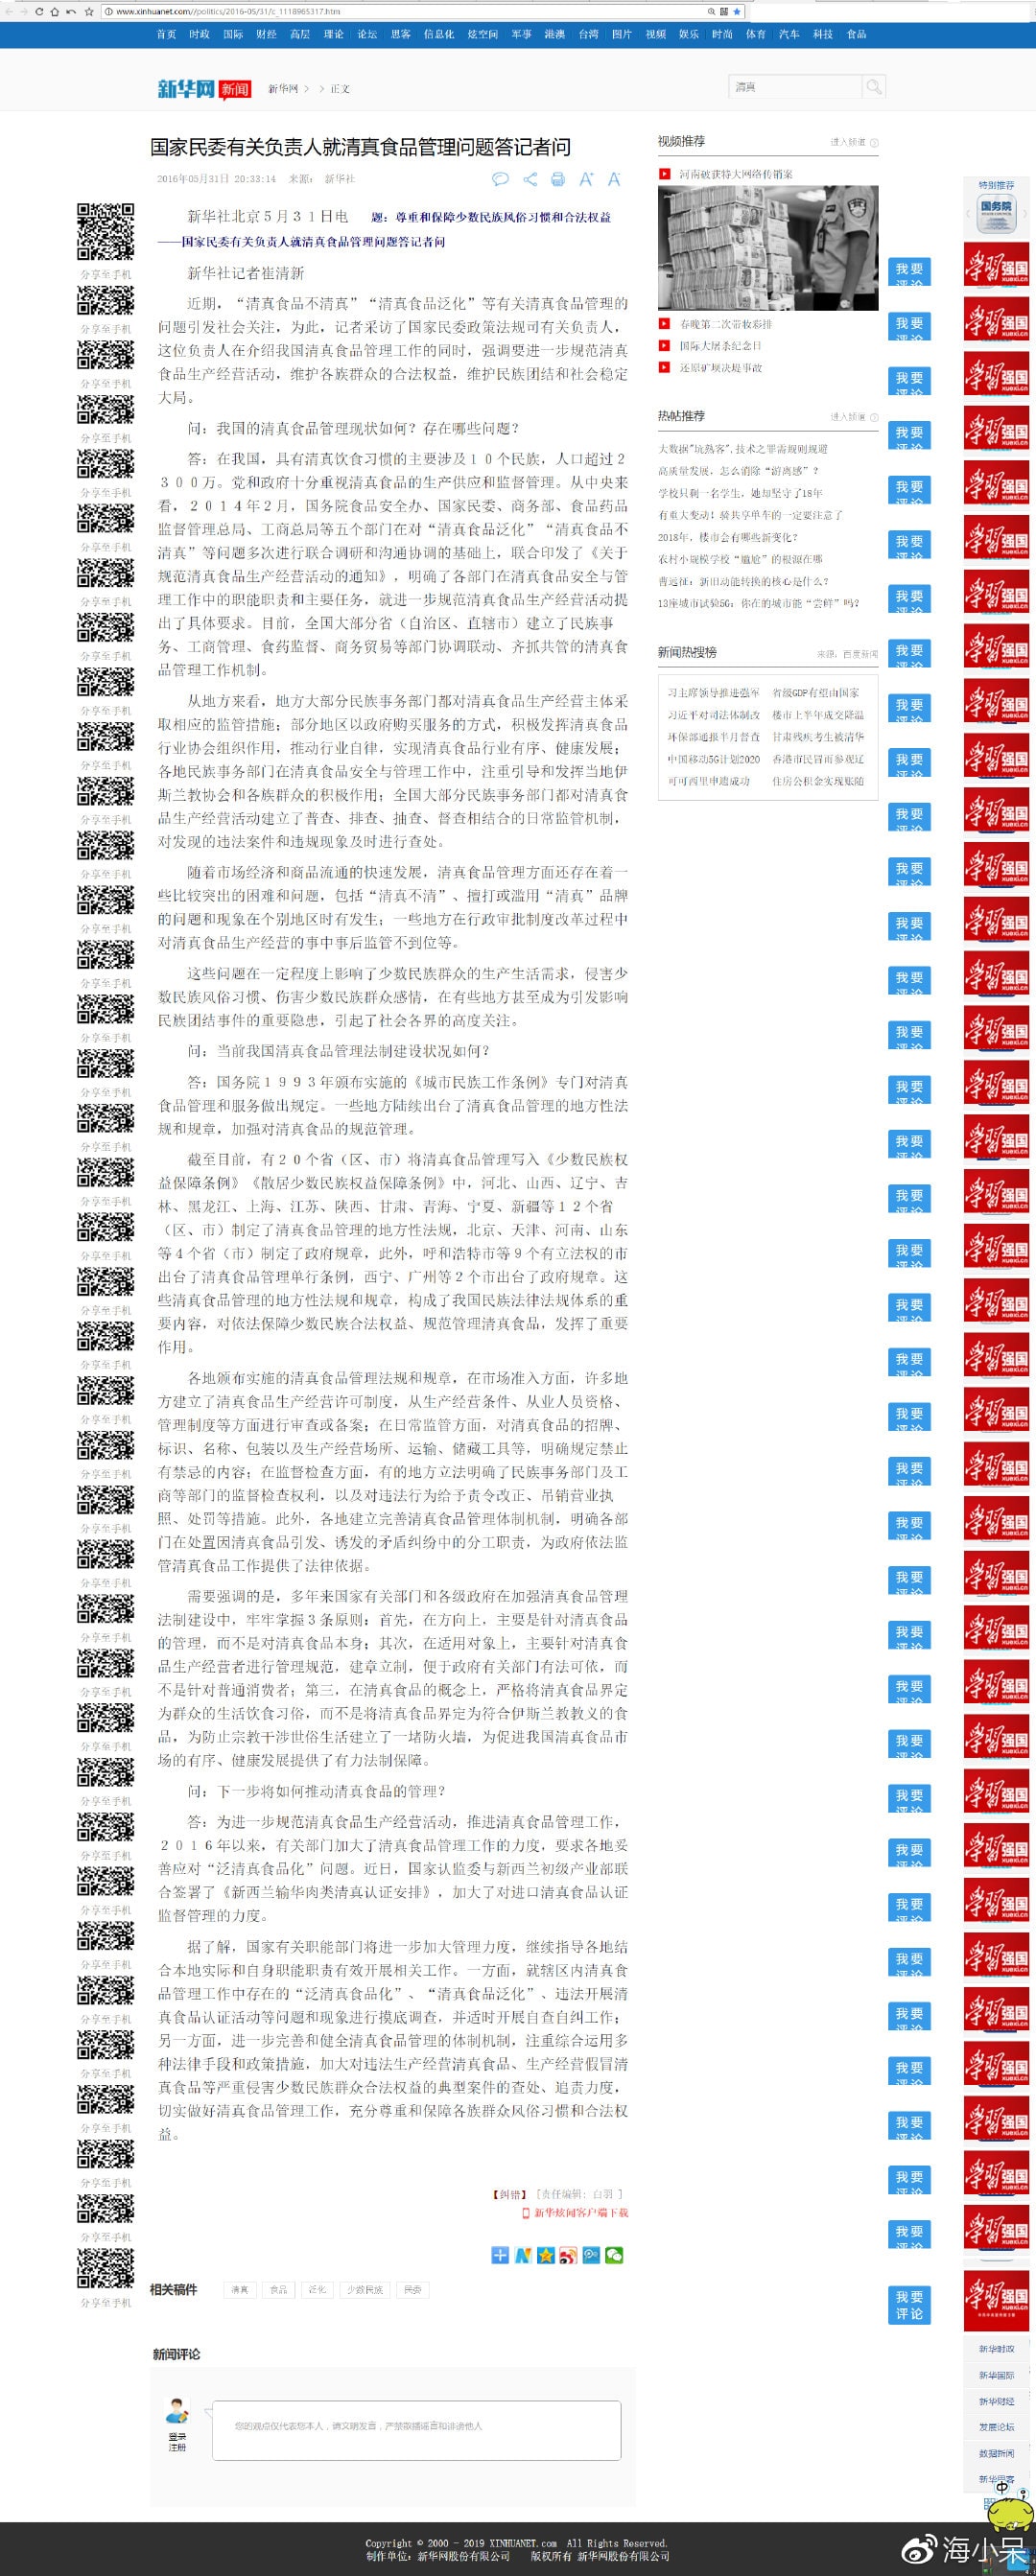 www.xinhuanet.com//politics/2016-05/31/c_1118965317.htm
首页 时政 国际 财经 高层 理论 论坛 思客 信息化 炫空间 军事 港澳 台湾 图片 视频 娱乐 时尚 体育 汽车 科技 食品
新华网 新闻 新华网 > > 正文
清真
国家民委有关负责人就清真食品管理问题答记者问
2016年05月31日 20:33:14 来源: 新华社
新华社北京５月３１日电 题：尊重和保障少数民族风俗习惯和合法权益
——国家民委有关负责人就清真食品管理问题答记者问
新华社记者崔清新
近期，“清真食品不清真”“清真食品泛化”等有关清真食品管理的
问题引发社会关注，为此，记者采访了国家民委政策法规司有关负责人，
这位负责人在介绍我国清真食品管理工作的同时，强调要进一步规范清真
食品生产经营活动，维护各族群众的合法权益，维护民族团结和社会稳定
大局。
问：我国的清真食品管理现状如何？存在哪些问题？
答：在我国，具有清真饮食习惯的主要涉及１０个民族，人口超过２
３００万。党和政府十分重视清真食品的生产供应和监督管理。从中央来
看，２０１４年２月，国务院食品安全办、国家民委、商务部、食品药品
监督管理总局、工商总局等五个部门在对“清真食品泛化”“清真食品不
清真”等问题多次进行联合调研和沟通协调的基础上，联合印发了《关于
规范清真食品生产经营活动的通知》，明确了各部门在清真食品安全与管
理工作中的职能职责和主要任务，就进一步规范清真食品生产经营活动提
出了具体要求。目前，全国大部分省（自治区、直辖市）建立了民族事
务、工商管理、食药监督、商务贸易等部门协调联动、齐抓共管的清真食
品管理工作机制。
从地方来看，地方大部分民族事务部门都对清真食品生产经营主体采
取相应的监管措施；部分地区以政府购买服务的方式，积极发挥清真食品
行业协会组织作用，推动行业自律，实现清真食品行业有序、健康发展；
各地民族事务部门在清真食品安全与管理工作中，注重引导和发挥当地伊
斯兰教协会和各族群众的积极作用；全国大部分民族事务部门都对清真食
品生产经营活动建立了普查、排查、抽查、督查相结合的日常监管机制，
对发现的违法案件和违规现象及时进行查处。
随着市场经济和商品流通的快速发展，清真食品管理方面还存在着一
些比较突出的困难和问题，包括“清真不清”、擅打或滥用“清真”品牌
的问题和现象在个别地区时有发生；一些地方在行政审批制度改革过程中
对清真食品生产经营的事中事后监管不到位等。
这些问题在一定程度上影响了少数民族群众的生产生活需求，侵害少
数民族风俗习惯、伤害少数民族群众感情，在有些地方甚至成为引发影响
民族团结事件的重要隐患，引起了社会各界的高度关注。
问：当前我国清真食品管理法制建设状况如何？
答：国务院１９９３年颁布实施的《城市民族工作条例》专门对清真
食品管理和服务做出规定。一些地方陆续出台了清真食品管理的地方性法
规和规章，加强对清真食品的规范管理。
截至目前，有２０个省（区、市）将清真食品管理写入《少数民族权
益保障条例》《散居少数民族权益保障条例》中，河北、山西、辽宁、吉
林、黑龙江、上海、江苏、陕西、甘肃、青海、宁夏、新疆等１２个省
（区、市）制定了清真食品管理的地方性法规，北京、天津、河南、山东
等４个省（市）制定了政府规章，此外，呼和浩特市等９个有立法权的市
出台了清真食品管理单行条例，西宁、广州等２个市出台了政府规章。这
些清真食品管理的地方性法规和规章，构成了我国民族法律法规体系的重
要内容，对依法保障少数民族合法权益、规范管理清真食品，发挥了重要
作用。
各地颁布实施的清真食品管理法规和规章，在市场准入方面，许多地
方建立了清真食品生产经营许可制度，从生产经营条件、从业人员资格、
管理制度等方面进行审查或备案；在日常监管方面，对清真食品的招牌、
标识、名称、包装以及生产经营场所、运输、储藏工具等，明确规定禁止
有禁忌的内容；在监督检查方面，有的地方立法明确了民族事务部门及工
商等部门的监督检查权利，以及对违法行为给予责令改正、吊销营业执
照、处罚等措施。此外，各地建立完善清真食品管理体制机制，明确各部
门在处置因清真食品引发、诱发的矛盾纠纷中的分工职责，为政府依法监
管清真食品工作提供了法律依据。
需要强调的是，多年来国家有关部门和各级政府在加强清真食品管理
法制建设中，牢牢掌握３条原则：首先，在方向上，主要是针对清真食品
的管理，而不是对清真食品本身；其次，在适用对象上，主要针对清真食
品生产经营者进行管理规范，建章立制，便于政府有关部门有法可依，而
不是针对普通消费者；第三，在清真食品的概念上，严格将清真食品界定
为群众的生活饮食习俗，而不是将清真食品界定为符合伊斯兰教教义的食
品，为防止宗教干涉世俗生活建立了一堵防火墙，为促进我国清真食品市
场的有序、健康发展提供了有力法制保障。
问：下一步将如何推动清真食品的管理？
答：为进一步规范清真食品生产经营活动，推进清真食品管理工作，
２０１６年以来，有关部门加大了清真食品管理工作的力度，要求各地妥
善应对“泛清真食品化”问题。近日，国家认监委与新西兰初级产业部联
合签署了《新西兰输华肉类清真认证安排》，加大了对进口清真食品认证
监督管理的力度。
据了解，国家有关职能部门将进一步加大管理力度，继续指导各地结
合本地实际和自身职能职责有效开展相关工作。一方面，就辖区内清真食
品管理工作中存在的“泛清真食品化”、“清真食品泛化”、违法开展清
真食品认证活动等问题和现象进行摸底调查，并适时开展自查自纠工作；
另一方面，进一步完善和健全清真食品管理的体制机制，注重综合运用多
种法律手段和政策措施，加大对违法生产经营清真食品、生产经营假冒清
真食品等严重侵害少数民族群众合法权益的典型案件的查处、追责力度，
切实做好清真食品管理工作，充分尊重和保障各族群众风俗习惯和合法权
益。
【纠错】 [责任编辑: 白羽 ]
新华炫闻客户端下载
相关稿件 清真 食品 泛化 少数民族 民委
新闻评论
登录
注册
您的观点仅代表您本人，请文明发言，严禁散播谣言和诽谤他人
视频推荐 进入频道
河南破获特大网络传销案
春晚第二次带妆彩排
国际大屠杀纪念日
还原矿坝决堤事故
热帖推荐 进入频道
大数据"坑熟客",技术之罪需规则规避
高质量发展，怎么消除“游离感”？
学校只剩一名学生，她却坚守了18年
有重大变动！骑共享单车的一定要注意了
2018年，楼市会有哪些新变化?
农村小规模学校“尴尬”的根源在哪
曹远征：新旧动能转换的核心是什么?
13座城市试验5G：你在的城市能“尝鲜”吗?
新闻热搜榜 来源：百度新闻
习主席领导推进强军 省级GDP有望由国家
习近平对司法体制改 楼市上半年成交降温
环保部通报半月督查 甘肃残疾考生被清华
中国移动5G计划2020 香港市民冒雨参观辽
可可西里申遗成功 住房公积金实现账随
分享至手机
我要
评论
特别推荐
国务院
学习强国
xuexi.cn
新华时政
新华国际
新华财经
发展论坛
数据新闻
新华思客
中
Copyright © 2000 - 2019 XINHUANET.com All Rights Reserved.
制作单位：新华网股份有限公司 版权所有 新华网股份有限公司
海小呆